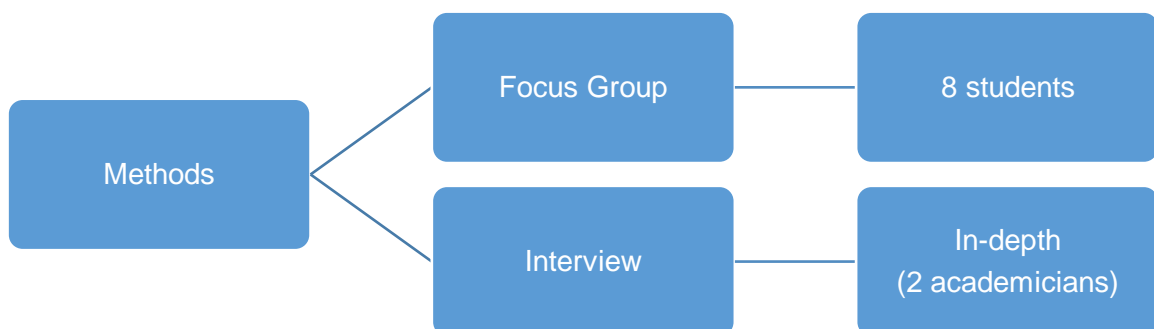 Methods
Focus Group
8 students
Interview
In-depth
(2 academicians)